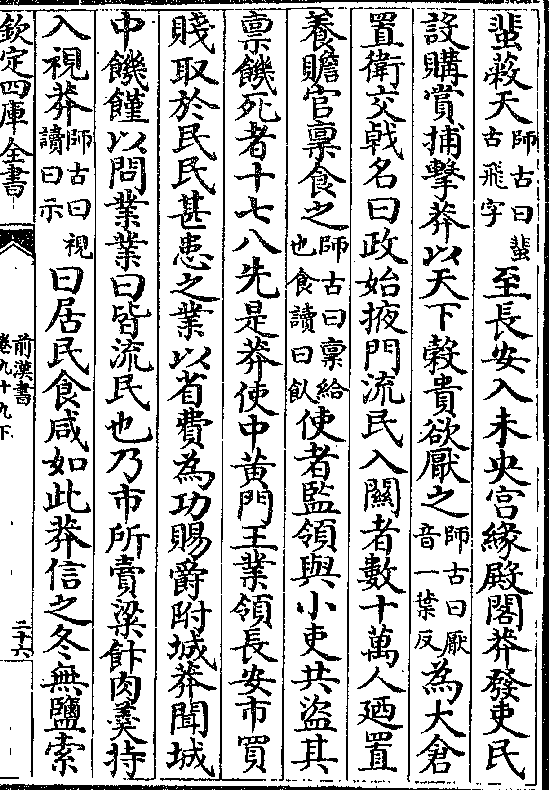 蜚蔽天師古曰蜚古飛字至長安入未央宮縁殿閣莽發吏民
設購賞捕擊莽以天下糓貴欲厭之師古曰厭音一葉反為大倉
置衛交㦸名曰政始掖門流民入關者數十萬人廼置
養贍官稟食之師古曰稟給也食讀曰飤使者監領與小吏共盜其
稟饑死者十七八先是莽使中黄門王業領長安市買
賤取於民民甚患之業以省費為功賜爵附城莽聞城
中饑饉以問業業曰皆流民也乃市所賣粱飰肉羹持
入視莽師古曰視讀曰示曰居民食咸如此莽信之冬無鹽索
欽定四庫全書
前漢書
卷九十九下
二十六